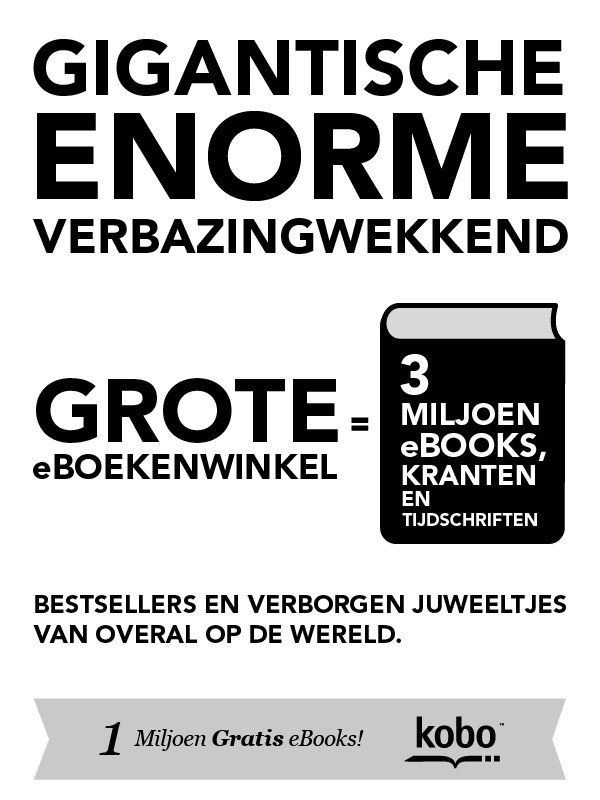 GIGANTISCHE
ENORME
VERBAZINGWEKKEND
GROTE
eBOEKENWINKEL
=
3
MILJOEN
eBOOKS,
KRANTEN
EN
TIJDSCHRIFTEN
BESTSELLERS EN VERBORGEN JUWEELTJES
VAN OVERAL OP DE WERELD.
1 Miljoen Gratis eBooks!
kobo™